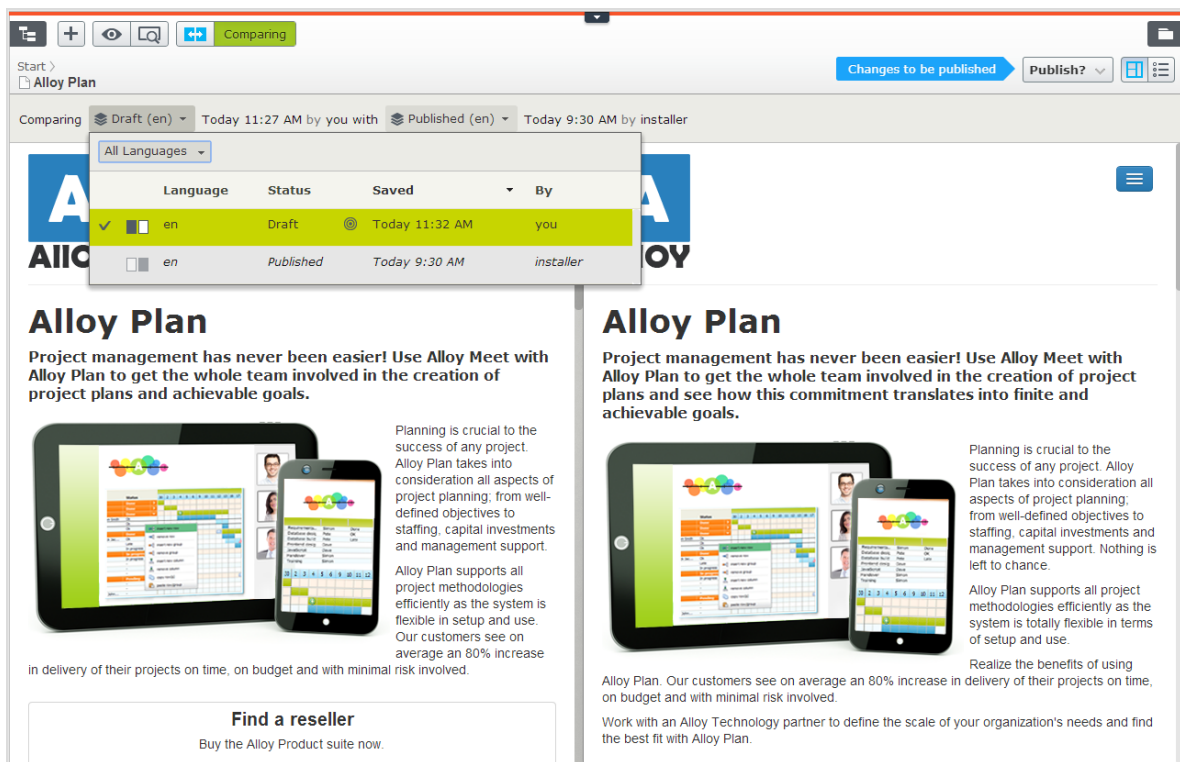 Comparing
Start >
Alloy Plan
Changes to be published
Publish?
Comparing Draft (en) Today 11:27 AM by you with Published (en) Today 9:30 AM by installer
All Languages
Language Status Saved By
en Draft Today 11:32 AM you
en Published Today 9:30 AM installer
Alloy Plan
Project management has never been easier! Use Alloy Meet with
Alloy Plan to get the whole team involved in the creation of
project plans and achievable goals.
Planning is crucial to the
success of any project.
Alloy Plan takes into
consideration all aspects of
project planning; from well-
defined objectives to
staffing, capital investments
and management support.
Alloy Plan supports all
project methodologies
efficiently as the system is
flexible in setup and use.
Our customers see on
average an 80% increase
in delivery of their projects on time, on budget and with minimal risk involved.
Find a reseller
Buy the Alloy Product suite now.
Alloy Plan
Project management has never been easier! Use Alloy Meet with
Alloy Plan to get the whole team involved in the creation of project
plans and see how this commitment translates into finite and
achievable goals.
Planning is crucial to the
success of any project. Alloy
Plan takes into consideration all
aspects of project planning;
from well-defined objectives to
staffing, capital investments and
management support. Nothing is
left to chance.
Alloy Plan supports all project
methodologies efficiently as the
system is totally flexible in terms
of setup and use.
Realize the benefits of using
Alloy Plan. Our customers see on average an 80% increase in delivery of their projects on time,
on budget and with minimal risk involved.
Work with an Alloy Technology partner to define the scale of your organization's needs and find
the best fit with Alloy Plan.